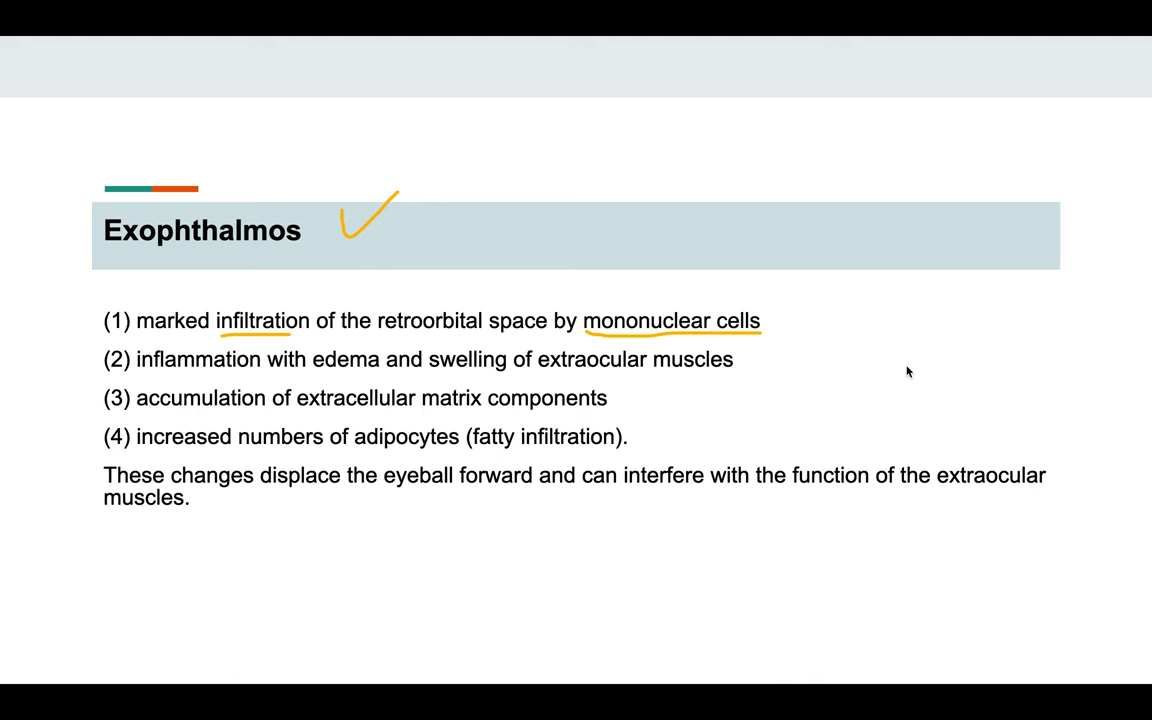 Exophthalmos
(1) marked infiltration of the retroorbital space by mononuclear cells
(2) inflammation with edema and swelling of extraocular muscles
(3) accumulation of extracellular matrix components
(4) increased numbers of adipocytes (fatty infiltration).
These changes displace the eyeball forward and can interfere with the function of the extraocular
muscles.